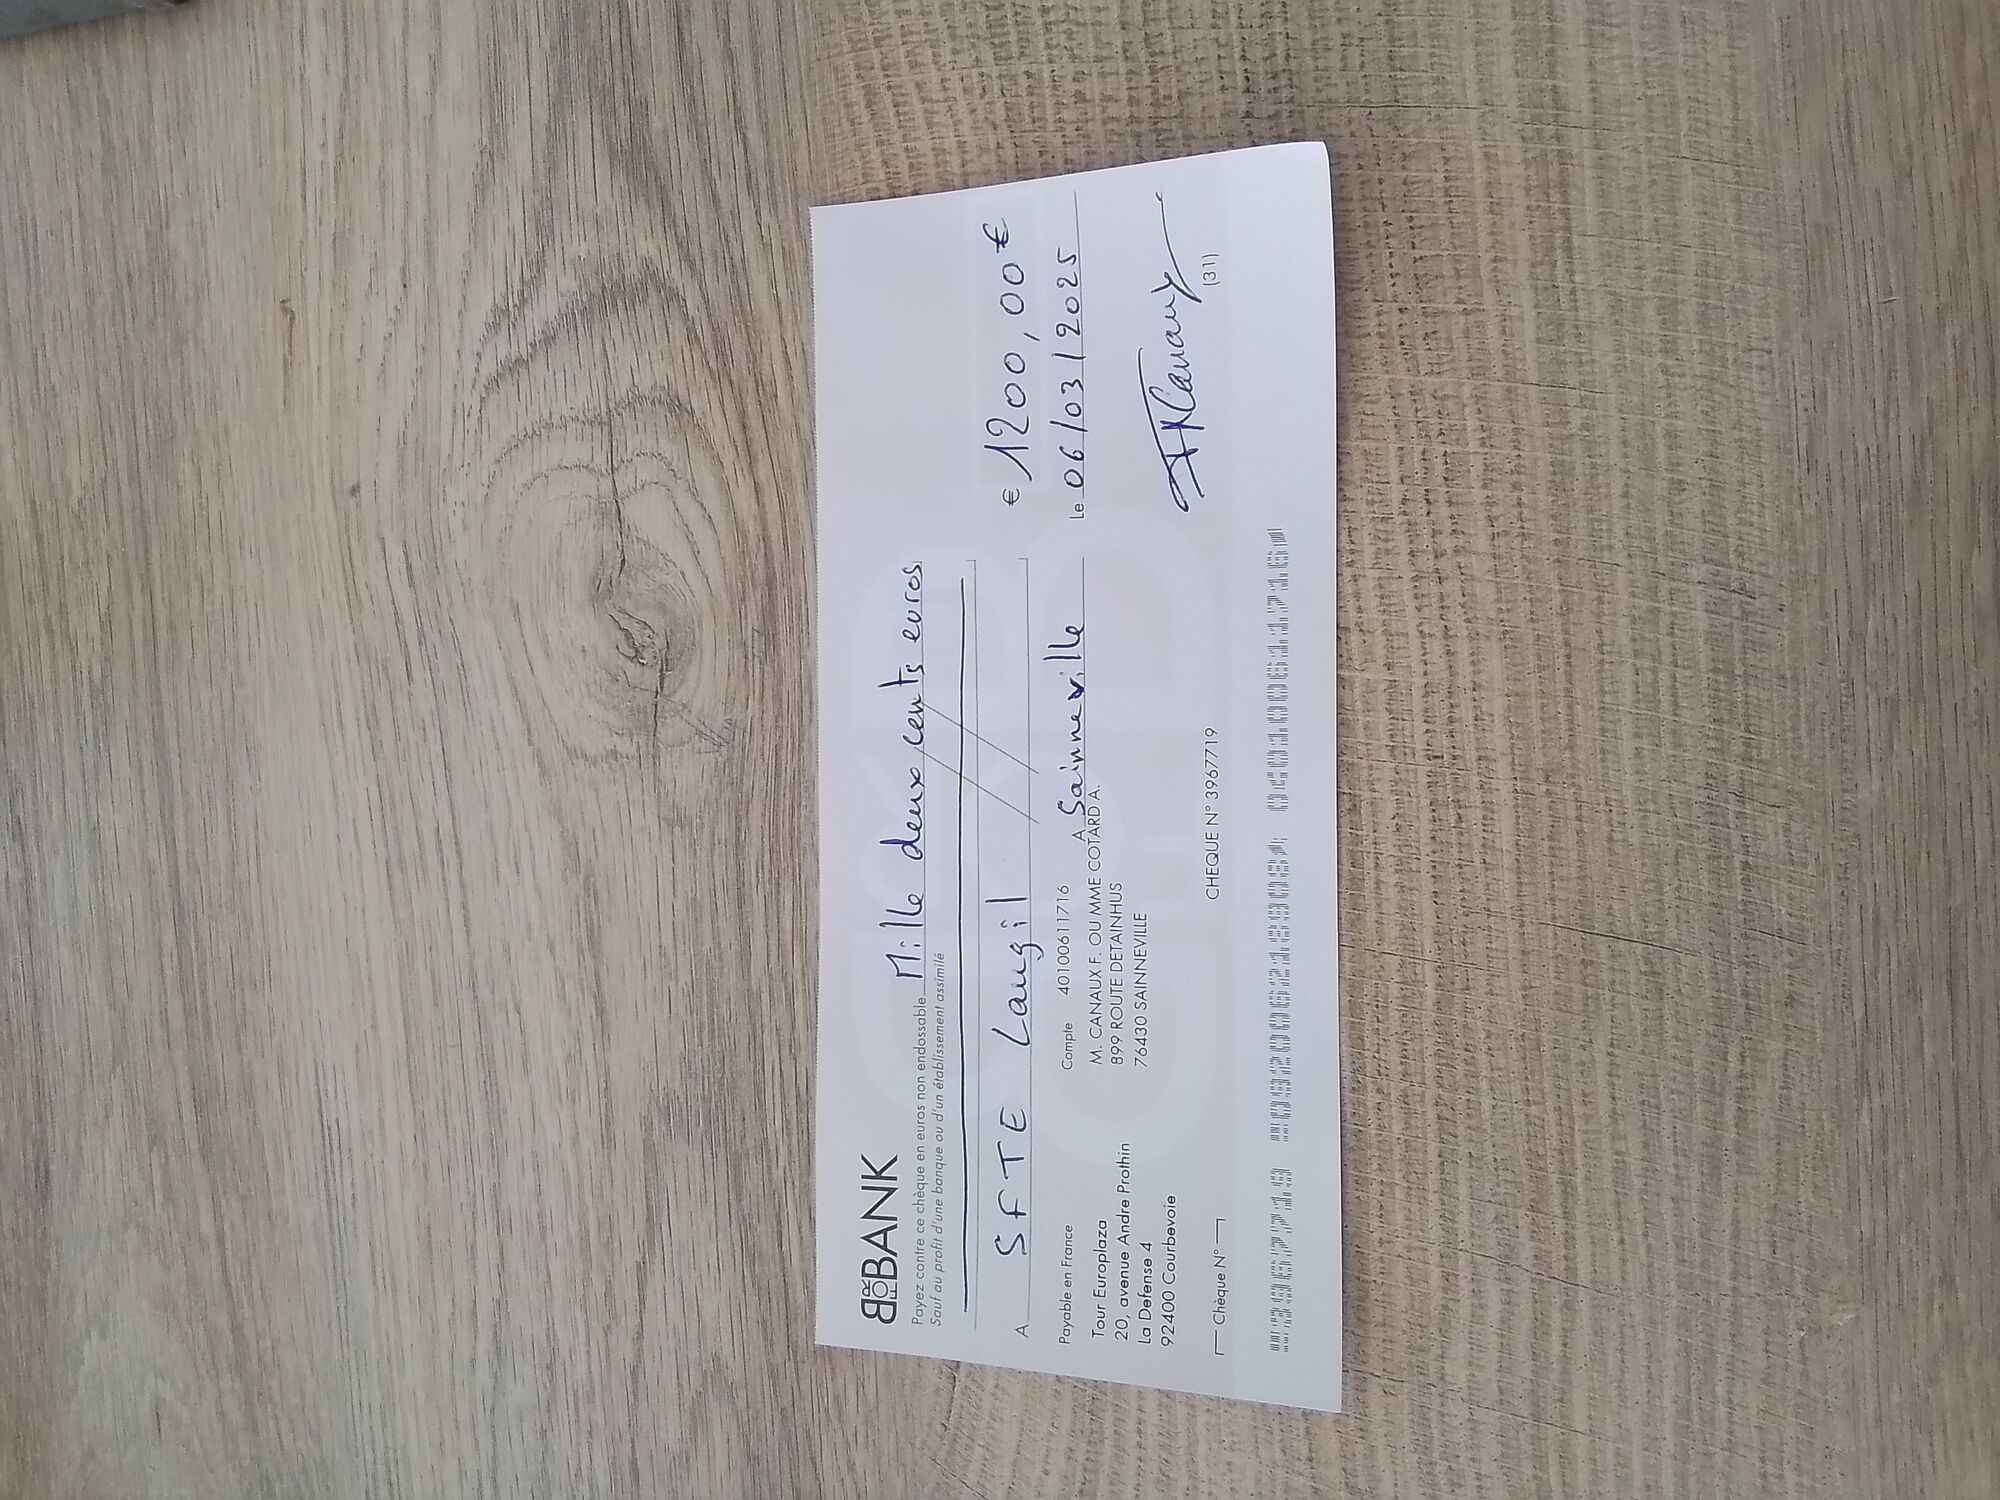 BforBANK
Payez contre ce chèque en euros non endossable Mille deux cents euros
Sauf au profit d'une banque ou d'un établissement assimilé
A SFTE Laugil € 1200,00 €
Payable en France
Compte 40100611716
A Sainneville Le 06/03/2025
Tour Europlaza
20, avenue Andre Prothin
La Defense 4
92400 Courbevoie
M. CANAUX F. OU MME COTARD A.
899 ROUTE DETAINHUS
76430 SAINNEVILLE
Chèque N°
CHEQUE N° 3967719
(31)